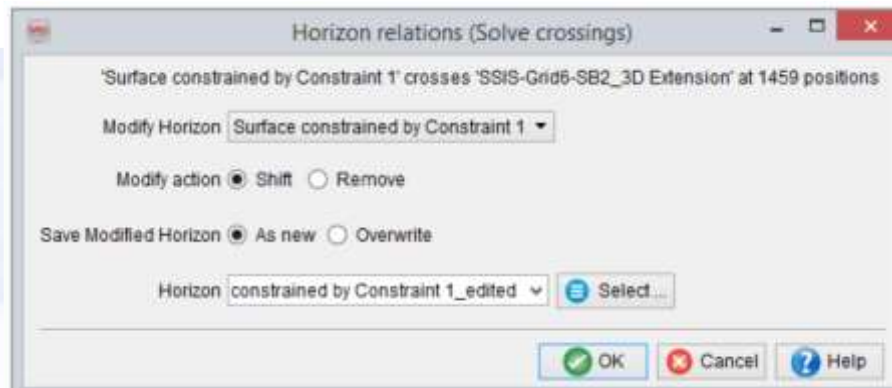 Horizon relations (Solve crossings)
'Surface constrained by Constraint 1' crosses 'SSIS-Grid6-SB2_3D Extension' at 1459 positions
Modify Horizon Surface constrained by Constraint 1
Modify action Shift Remove
Save Modified Horizon As new Overwrite
Horizon constrained by Constraint 1_edited Select...
OK Cancel Help